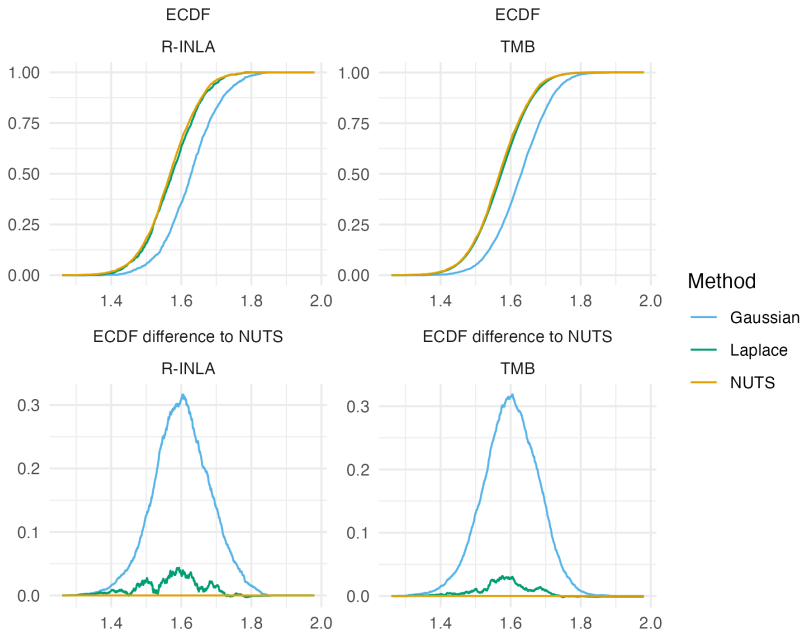 ECDF ECDF
R-INLA TMB
1.00 1.00
0.75 0.75
0.50 0.50
0.25 0.25
0.00 0.00
1.4 1.6 1.8 2.0 1.4 1.6 1.8 2.0
ECDF difference to NUTS ECDF difference to NUTS
R-INLA TMB
0.3 0.3
0.2 0.2
0.1 0.1
0.0 0.0
1.4 1.6 1.8 2.0 1.4 1.6 1.8 2.0
Method
Gaussian
Laplace
NUTS